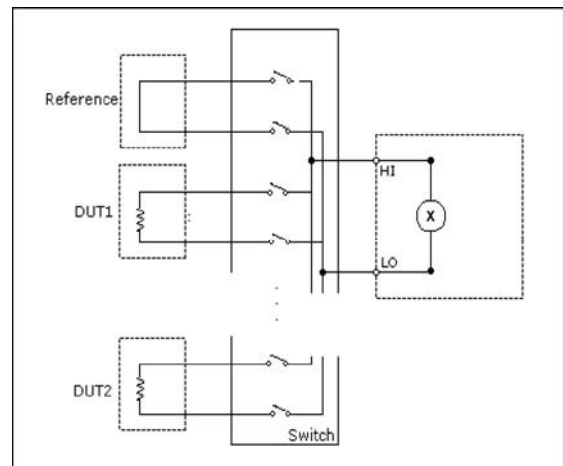 Reference
HI
DUT1
X
LO
DUT2
Switch